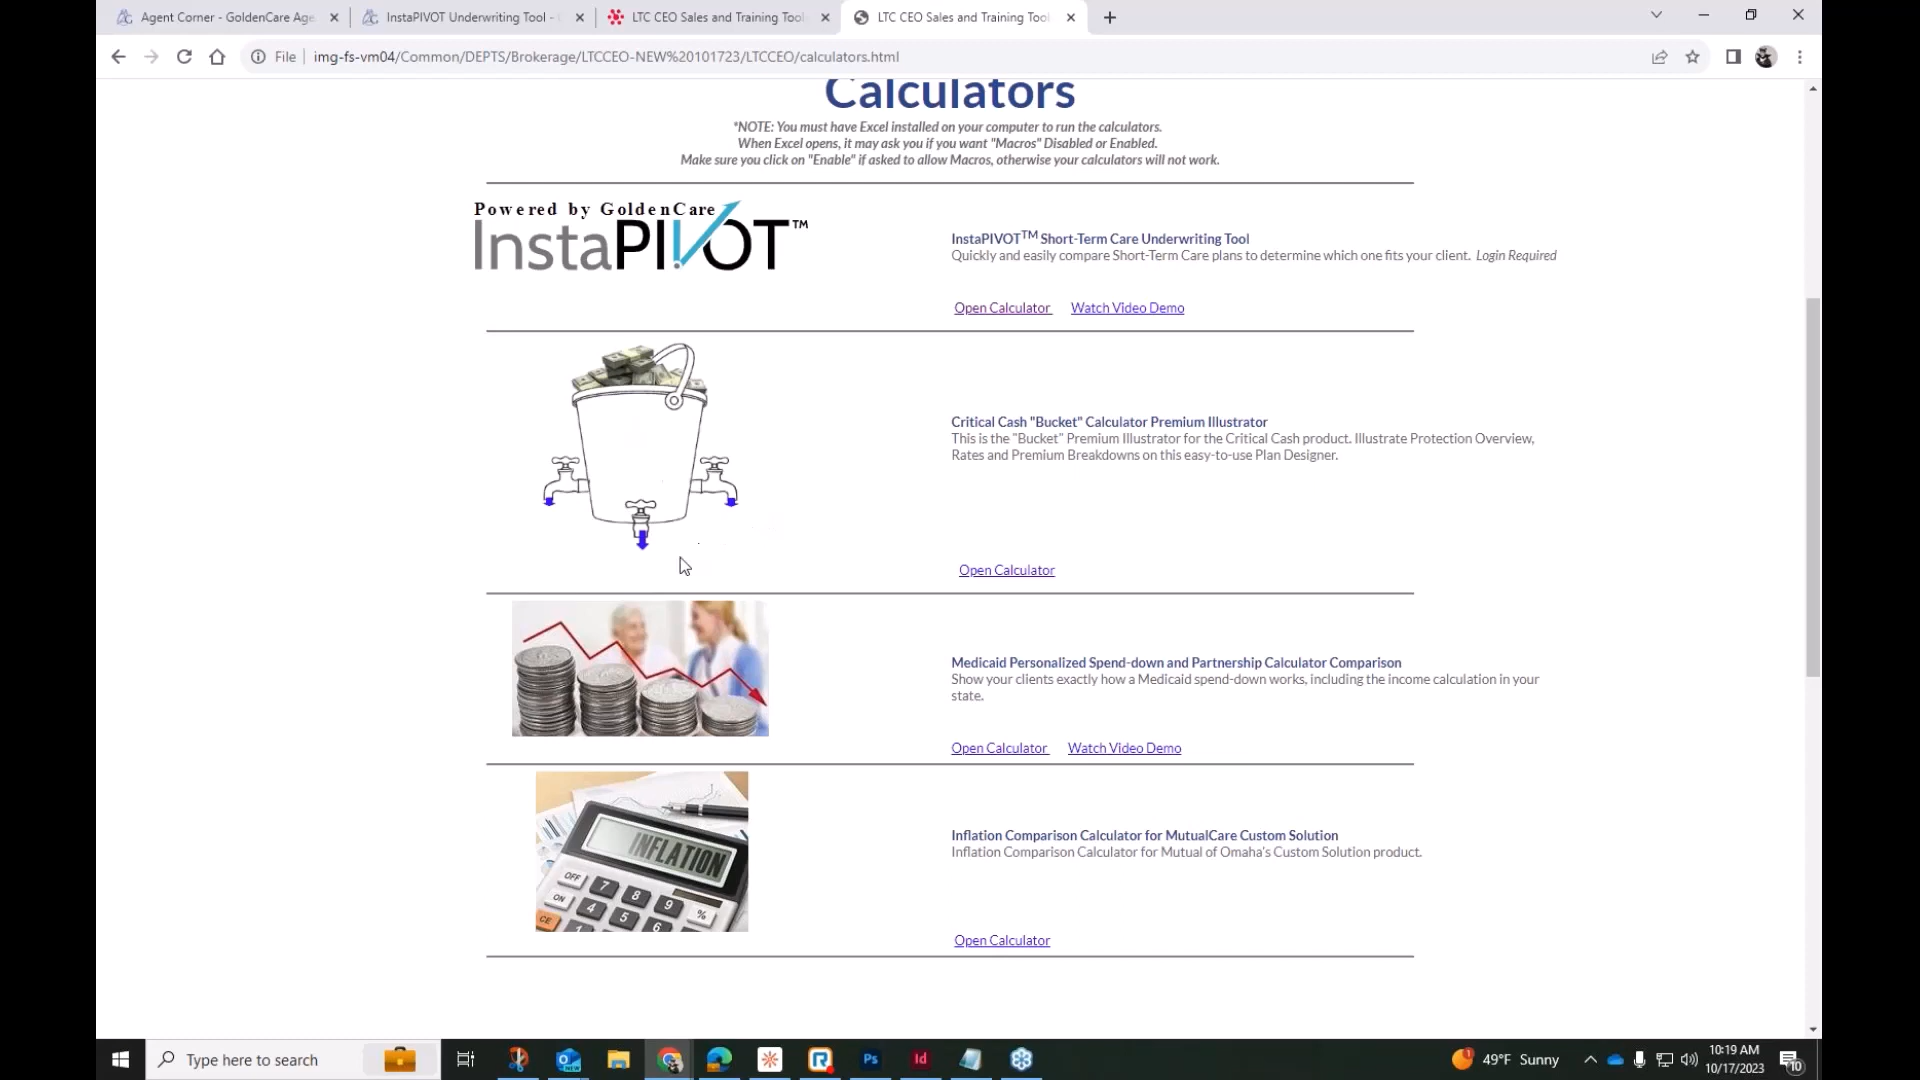 Agent Corner - GoldenCare Age
InstaPIVOT Underwriting Tool -
LTC CEO Sales and Training Tool
LTC CEO Sales and Training Tool
File
img-fs-vm04/Common/DEPTS/Brokerage/LTCCEO-NEW%20101723/LTCCEO/calculators.html
Calculators
*NOTE: You must have Excel installed on your computer to run the calculators.
When Excel opens, it may ask you if you want "Macros" Disabled or Enabled.
Make sure you click on "Enable" if asked to allow Macros, otherwise your calculators will not work.
Powered by GoldenCare
InstaPIVOT™
InstaPIVOT™ Short-Term Care Underwriting Tool
Quickly and easily compare Short-Term Care plans to determine which one fits your client. Login Required
Open Calculator Watch Video Demo
Critical Cash "Bucket" Calculator Premium Illustrator
This is the "Bucket" Premium Illustrator for the Critical Cash product. Illustrate Protection Overview,
Rates and Premium Breakdowns on this easy-to-use Plan Designer.
Open Calculator
Medicaid Personalized Spend-down and Partnership Calculator Comparison
Show your clients exactly how a Medicaid spend-down works, including the income calculation in your
state.
Open Calculator Watch Video Demo
INFLATION
OFF 7 8 9 %
ON 4 5 6
CE 1
Inflation Comparison Calculator for MutualCare Custom Solution
Inflation Comparison Calculator for Mutual of Omaha's Custom Solution product.
Open Calculator
Type here to search
NEW
Ps
Id
1
49°F Sunny
10:19 AM
10/17/2023
10